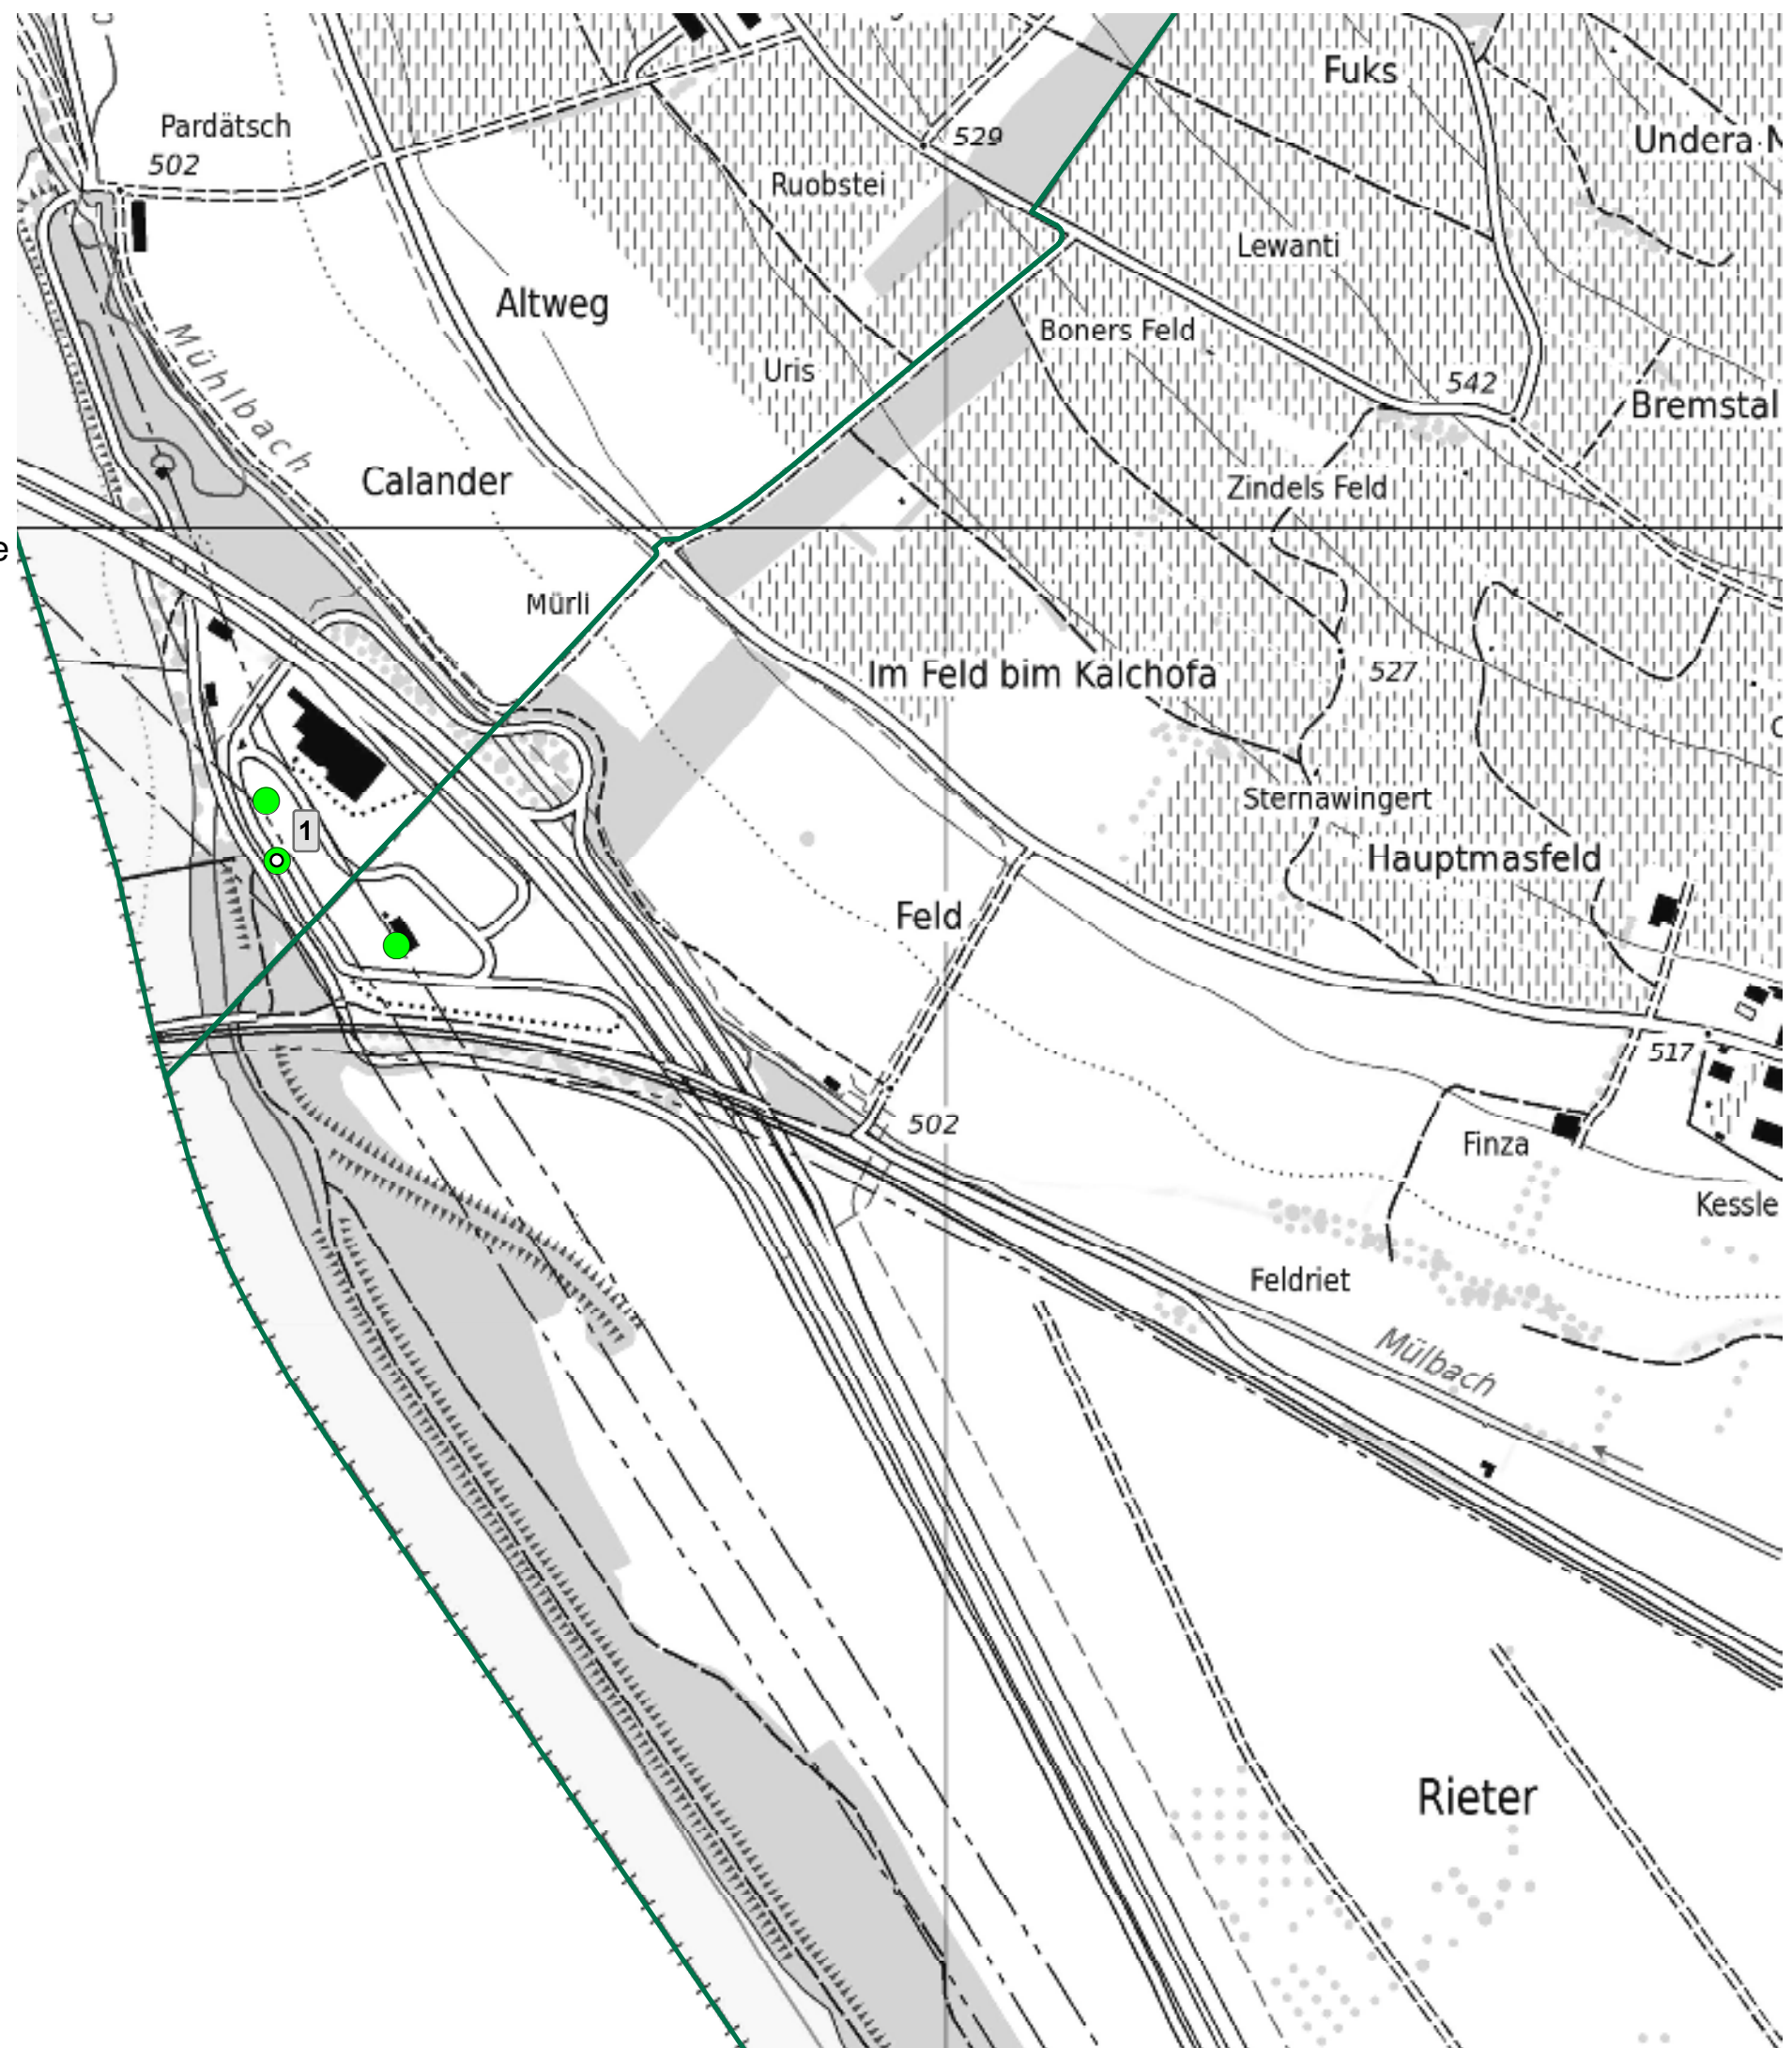 Fuks
Pardätsch
529
Undera
502
Ruobstei
Lewanti
Altweg
Boners Feld
Mühlbach
Uris
542
Bremstal
Calander
Zindels Feld
e
Mürli
Im Feld bim Kalchofa
527
Sternawingert
1
Hauptmasfeld
Feld
517
502
Finza
Kessle
Feldriet
Mülbach
Rieter